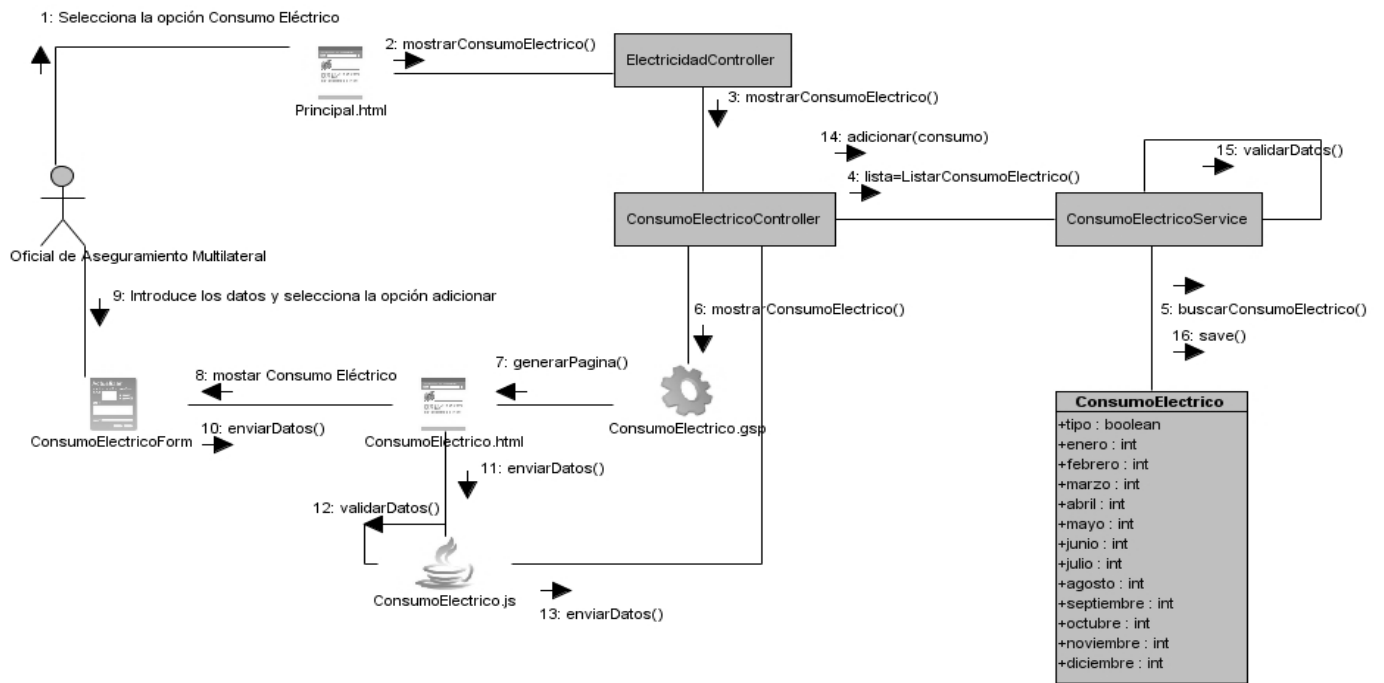 1: Selecciona la opción Consumo Eléctrico
2: mostrarConsumoElectrico()
Principal.html
ElectricidadController
3: mostrarConsumoElectrico()
14: adicionar(consumo)
15: validarDatos()
4: lista=ListarConsumoElectrico()
ConsumoElectricoController
ConsumoElectricoService
Oficial de Aseguramiento Multilateral
9: Introduce los datos y selecciona la opción adicionar
6: mostrarConsumoElectrico()
5: buscarConsumoElectrico()
16: save()
7: generarPagina()
8: mostar Consumo Eléctrico
ConsumoElectricoForm
10: enviarDatos()
ConsumoElectrico.html
ConsumoElectrico.gsp
11: enviarDatos()
12: validarDatos()
ConsumoElectrico.js
13: enviarDatos()
ConsumoElectrico
+tipo : boolean
+enero : int
+febrero : int
+marzo : int
+abril : int
+mayo : int
+junio : int
+julio : int
+agosto : int
+septiembre : int
+octubre : int
+noviembre : int
+diciembre : int